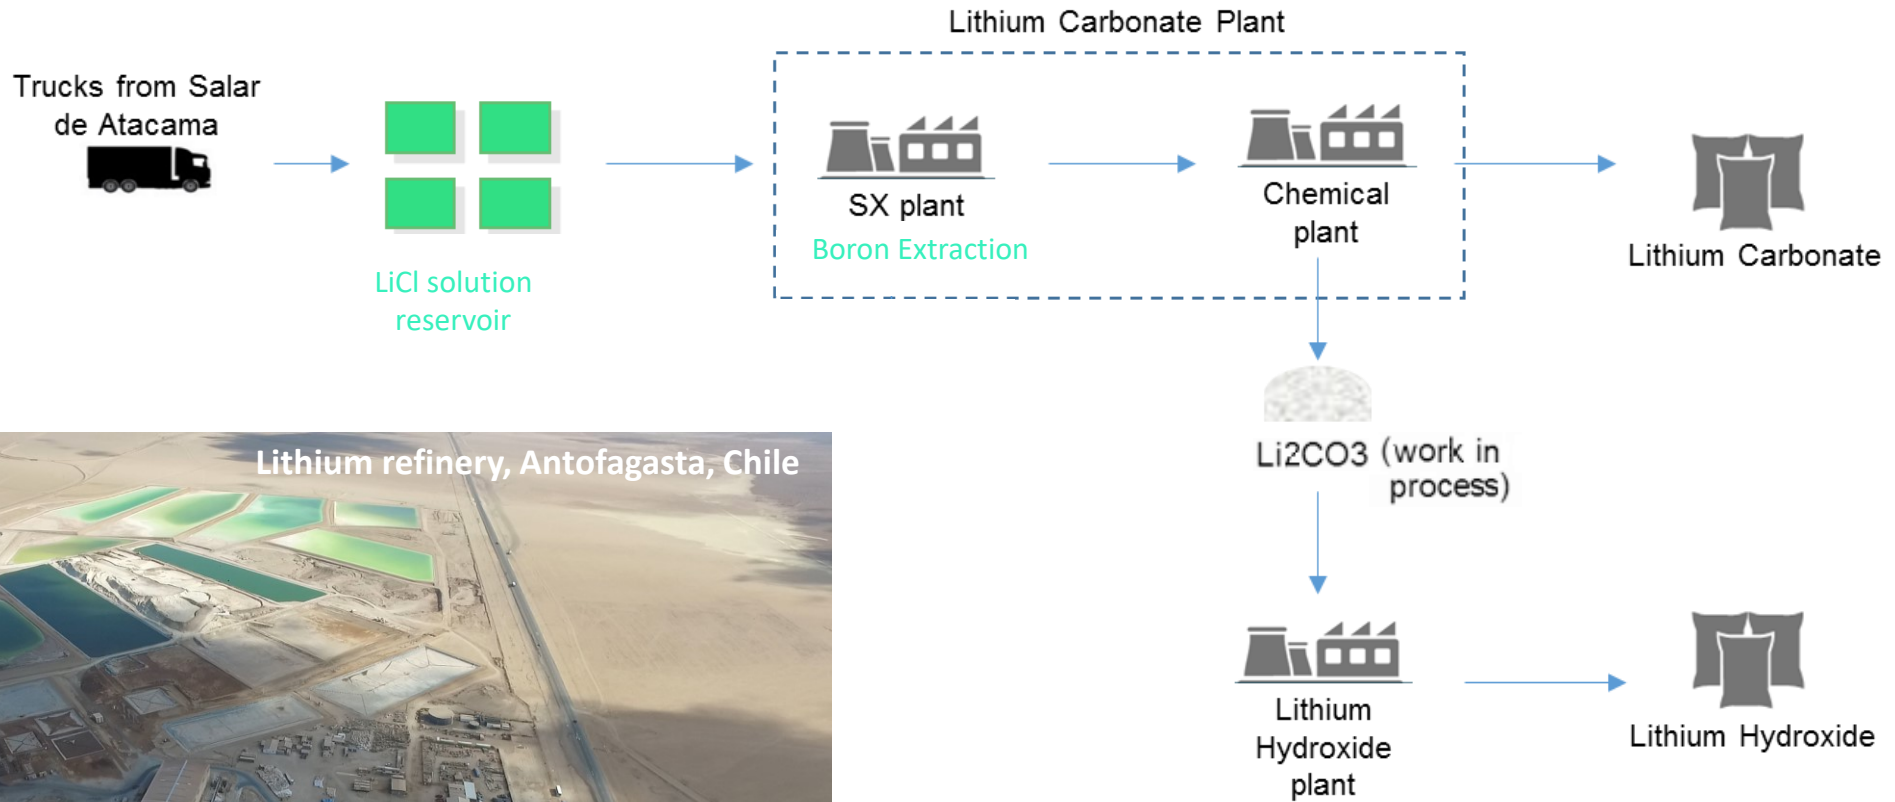 Lithium Carbonate Plant
Trucks from Salar
de Atacama
LiCl solution
reservoir
SX plant
Boron Extraction
Chemical
plant
Lithium Carbonate
Li2CO3 (work in
process)
Lithium refinery, Antofagasta, Chile
Lithium
Hydroxide
plant
Lithium Hydroxide